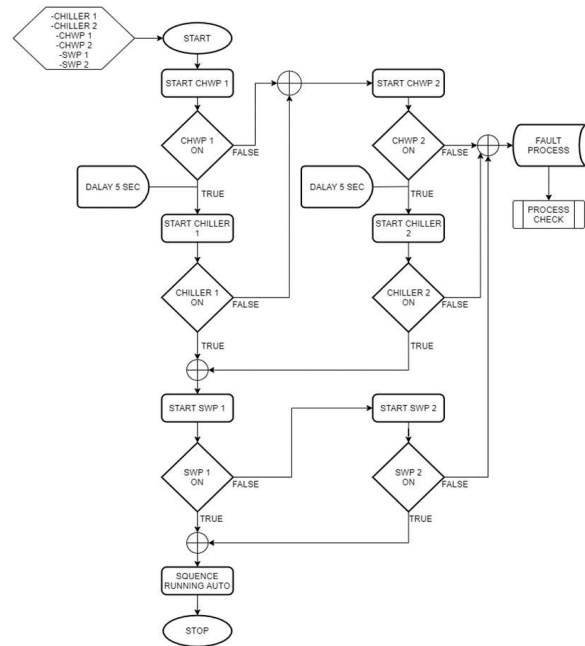 -CHILLER 1
-CHILLER 2
-CHWP 1
-CHWP 2
-SWP 1
-SWP 2
START
START CHWP 1
START CHWP 2
CHWP 1
ON
FALSE
CHWP 2
ON
FALSE
FAULT
PROCESS
DALAY 5 SEC
TRUE
DALAY 5 SEC
TRUE
PROCESS
CHECK
START CHILLER
1
START CHILLER
2
CHILLER 1
ON
FALSE
CHILLER 2
ON
FALSE
TRUE
TRUE
START SWP 1
START SWP 2
SWP 1
ON
FALSE
SWP 2
ON
FALSE
TRUE
TRUE
SQUENCE
RUNNING AUTO
STOP